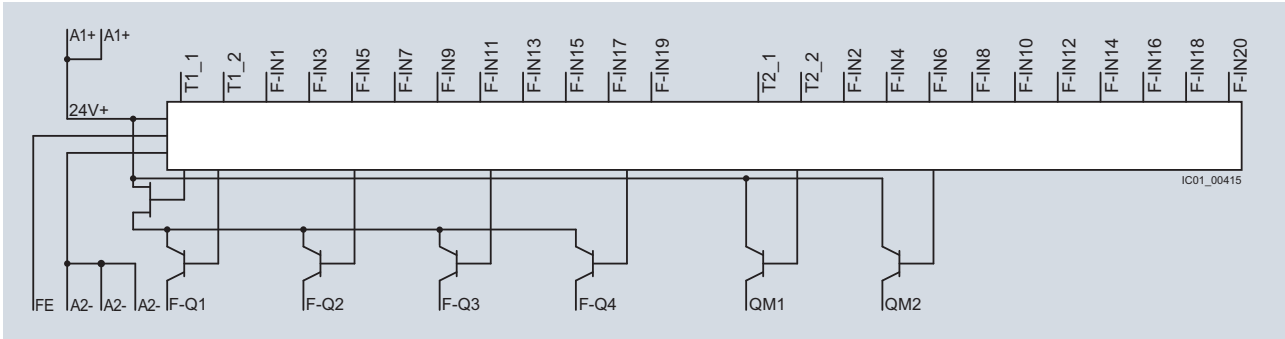 A1+ A1+
T1_1 T1_2 F-IN1 F-IN3 F-IN5 F-IN7 F-IN9 F-IN11 F-IN13 F-IN15 F-IN17 F-IN19 T2_1 T2_2 F-IN2 F-IN4 F-IN6 F-IN8 F-IN10 F-IN12 F-IN14 F-IN16 F-IN18 F-IN20
24V+
IC01_00415
FE A2- A2- A2- F-Q1 F-Q2 F-Q3 F-Q4 QM1 QM2